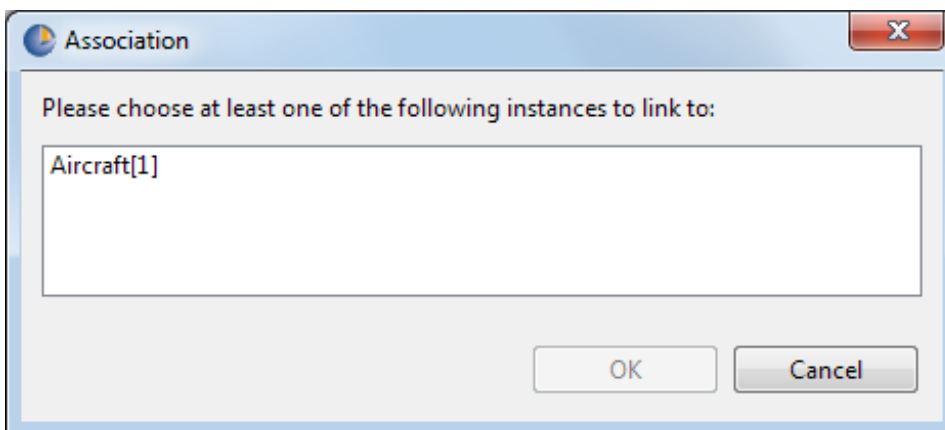 Association
Please choose at least one of the following instances to link to:
Aircraft[1]
OK
Cancel